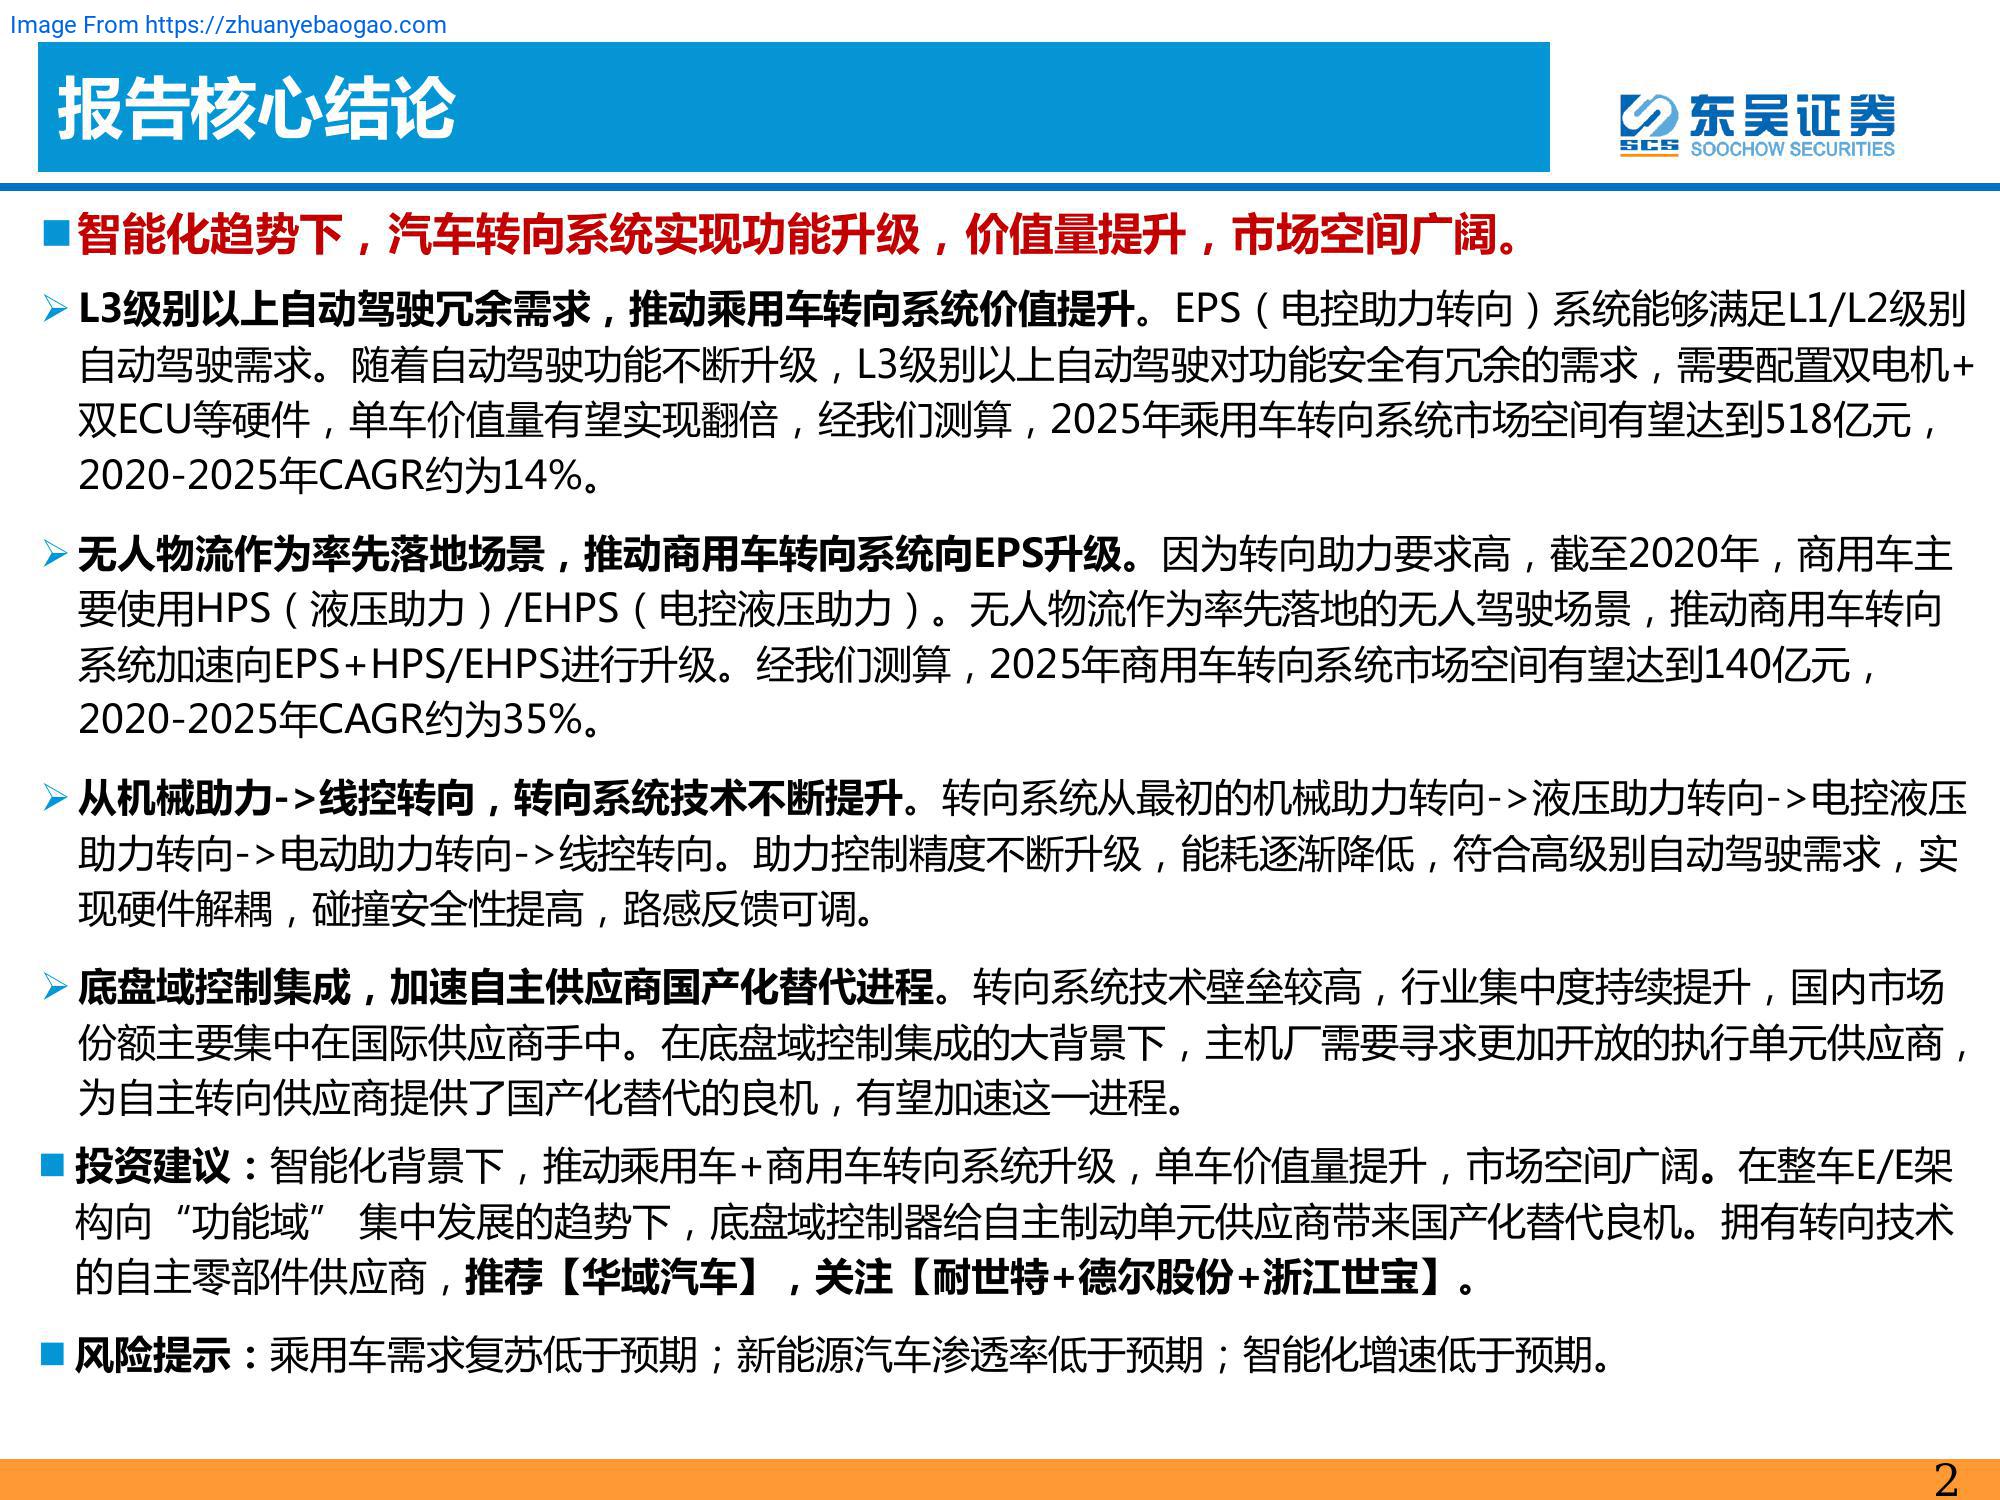 Image From https://zhuanyebaogao.com
报告核心结论
SCS
东吴证券
SOOCHOW SECURITIES
智能化趋势下，汽车转向系统实现功能升级，价值量提升，市场空间广阔。
L3级别以上自动驾驶冗余需求，推动乘用车转向系统价值提升。EPS（电控助力转向）系统能够满足L1/L2级别
自动驾驶需求。随着自动驾驶功能不断升级，L3级别以上自动驾驶对功能安全有冗余的需求，需要配置双电机+
双ECU等硬件，单车价值量有望实现翻倍，经我们测算，2025年乘用车转向系统市场空间有望达到518亿元，
2020-2025年CAGR约为14%。
无人物流作为率先落地场景，推动商用车转向系统向EPS升级。因为转向助力要求高，截至2020年，商用车主
要使用HPS（液压助力）/EHPS（电控液压助力）。无人物流作为率先落地的无人驾驶场景，推动商用车转向
系统加速向EPS+HPS/EHPS进行升级。经我们测算，2025年商用车转向系统市场空间有望达到140亿元，
2020-2025年CAGR约为35%。
从机械助力->线控转向，转向系统技术不断提升。转向系统从最初的机械助力转向->液压助力转向->电控液压
助力转向->电动助力转向->线控转向。助力控制精度不断升级，能耗逐渐降低，符合高级别自动驾驶需求，实
现硬件解耦，碰撞安全性提高，路感反馈可调。
底盘域控制集成，加速自主供应商国产化替代进程。转向系统技术壁垒较高，行业集中度持续提升，国内市场
份额主要集中在国际供应商手中。在底盘域控制集成的大背景下，主机厂需要寻求更加开放的执行单元供应商，
为自主转向供应商提供了国产化替代的良机，有望加速这一进程。
投资建议：智能化背景下，推动乘用车+商用车转向系统升级，单车价值量提升，市场空间广阔。在整车E/E架
构向“功能域” 集中发展的趋势下，底盘域控制器给自主制动单元供应商带来国产化替代良机。拥有转向技术
的自主零部件供应商，推荐【华域汽车】，关注【耐世特+德尔股份+浙江世宝】。
风险提示：乘用车需求复苏低于预期；新能源汽车渗透率低于预期；智能化增速低于预期。
2